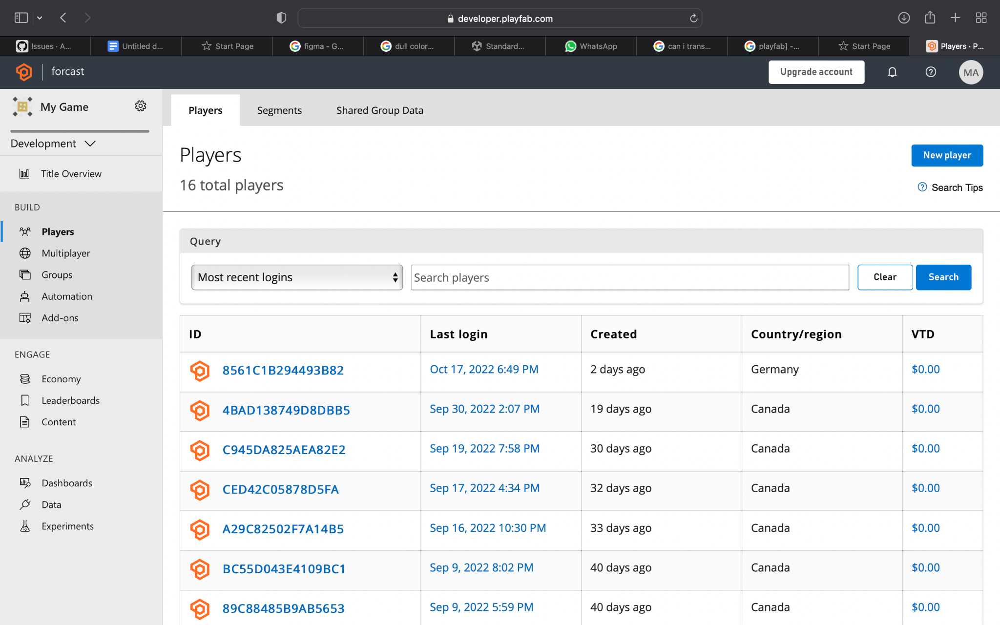 developer.playfab.com
Issues · A...
Untitled d...
Start Page
figma - G...
dull color...
Standard...
WhatsApp
can i trans...
playfab] -...
Start Page
Players · P...
forcast
Upgrade account
MA
My Game
Development
Title Overview
BUILD
Players
Multiplayer
Groups
Automation
Add-ons
ENGAGE
Economy
Leaderboards
Content
ANALYZE
Dashboards
Data
Experiments
Players Segments Shared Group Data
Players
New player
16 total players
Search Tips
Query
Most recent logins Search players Clear Search
ID Last login Created Country/region VTD
8561C1B294493B82 Oct 17, 2022 6:49 PM 2 days ago Germany $0.00
4BAD138749D8DBB5 Sep 30, 2022 2:07 PM 19 days ago Canada $0.00
C945DA825AEA82E2 Sep 19, 2022 7:58 PM 30 days ago Canada $0.00
CED42C05878D5FA Sep 17, 2022 4:34 PM 32 days ago Canada $0.00
A29C82502F7A14B5 Sep 16, 2022 10:30 PM 33 days ago Canada $0.00
BC55D043E4109BC1 Sep 9, 2022 8:02 PM 40 days ago Canada $0.00
89C88485B9AB5653 Sep 9, 2022 5:59 PM 40 days ago Canada $0.00